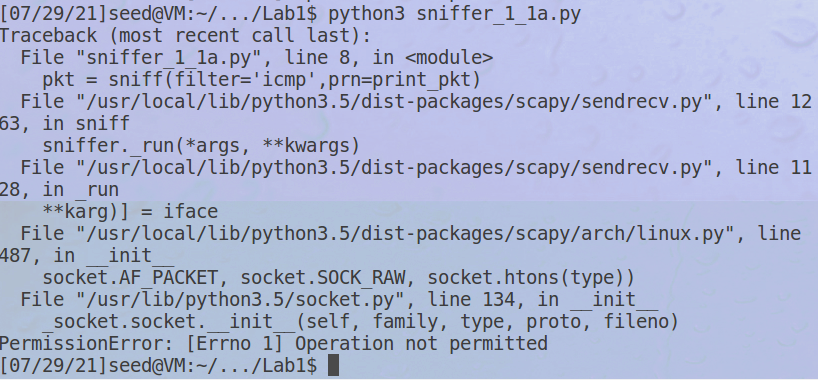 [07/29/21]seed@VM:~/.../Lab1$ python3 sniffer_1_1a.py
Traceback (most recent call last):
  File "sniffer_1_1a.py", line 8, in <module>
    pkt = sniff(filter='icmp',prn=print_pkt)
  File "/usr/local/lib/python3.5/dist-packages/scapy/sendrecv.py", line 12
63, in sniff
    sniffer._run(*args, **kwargs)
  File "/usr/local/lib/python3.5/dist-packages/scapy/sendrecv.py", line 11
28, in _run
    **karg)] = iface
  File "/usr/local/lib/python3.5/dist-packages/scapy/arch/linux.py", line
487, in __init__
    socket.AF_PACKET, socket.SOCK_RAW, socket.htons(type))
  File "/usr/lib/python3.5/socket.py", line 134, in __init__
    _socket.socket.__init__(self, family, type, proto, fileno)
PermissionError: [Errno 1] Operation not permitted
[07/29/21]seed@VM:~/.../Lab1$